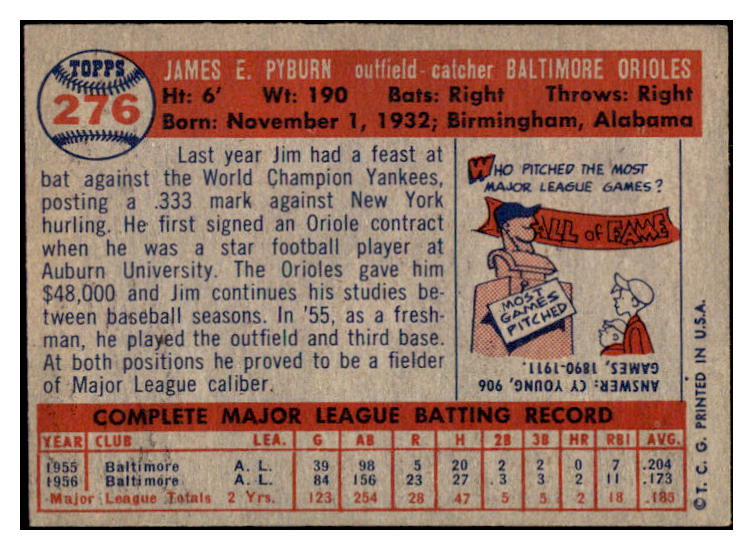 TOPPS
276
JAMES E. PYBURN outfield-catcher BALTIMORE ORIOLES
Ht: 6' Wt: 190 Bats: Right Throws: Right
Born: November 1, 1932; Birmingham, Alabama
Last year Jim had a feast at
bat against the World Champion Yankees,
posting a .333 mark against New York
hurling. He first signed an Oriole contract
when he was a star football player at
Auburn University. The Orioles gave him
$48,000 and Jim continues his studies be-
tween baseball seasons. In '55, as a fresh-
man, he played the outfield and third base.
At both positions he proved to be a fielder
of Major League caliber.
WHO PITCHED THE MOST
MAJOR LEAGUE GAMES?
ALL of FAME
MOST
GAMES
PITCHED
ANSWER: CY YOUNG, 906
GAMES, 1890-1911.
COMPLETE MAJOR LEAGUE BATTING RECORD
YEAR CLUB LEA. G AB R H 2B 3B HR RBI AVG.
1955 Baltimore A. L. 39 98 5 20 2 2 0 7 .204
1956 Baltimore A. L. 84 156 23 27 3 3 2 11 .173
Major League Totals 2 Yrs. 123 254 28 47 5 5 2 18 .185
© T. C. G. PRINTED IN U.S.A.